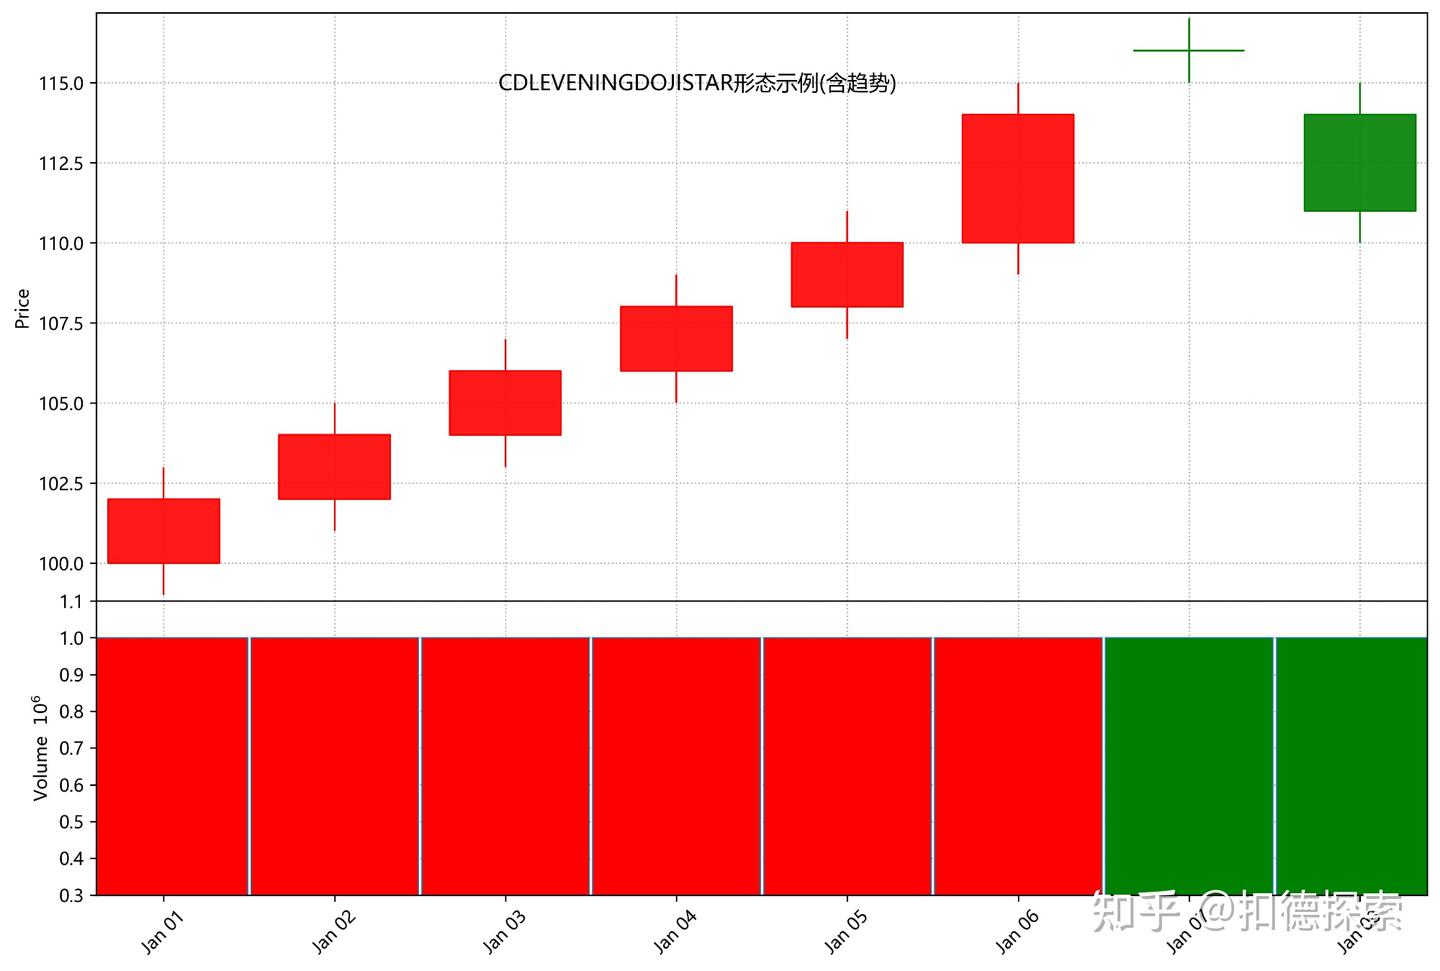 CDLEVENINGDOJISTAR形态示例(含趋势)
Price
115.0
112.5
110.0
107.5
105.0
102.5
100.0
Volume 10⁶
1.1
1.0
0.9
0.8
0.7
0.6
0.5
0.4
0.3
Jan 01
Jan 02
Jan 03
Jan 04
Jan 05
Jan 06
Jan 07
Jan 08
知乎 @扣德探索